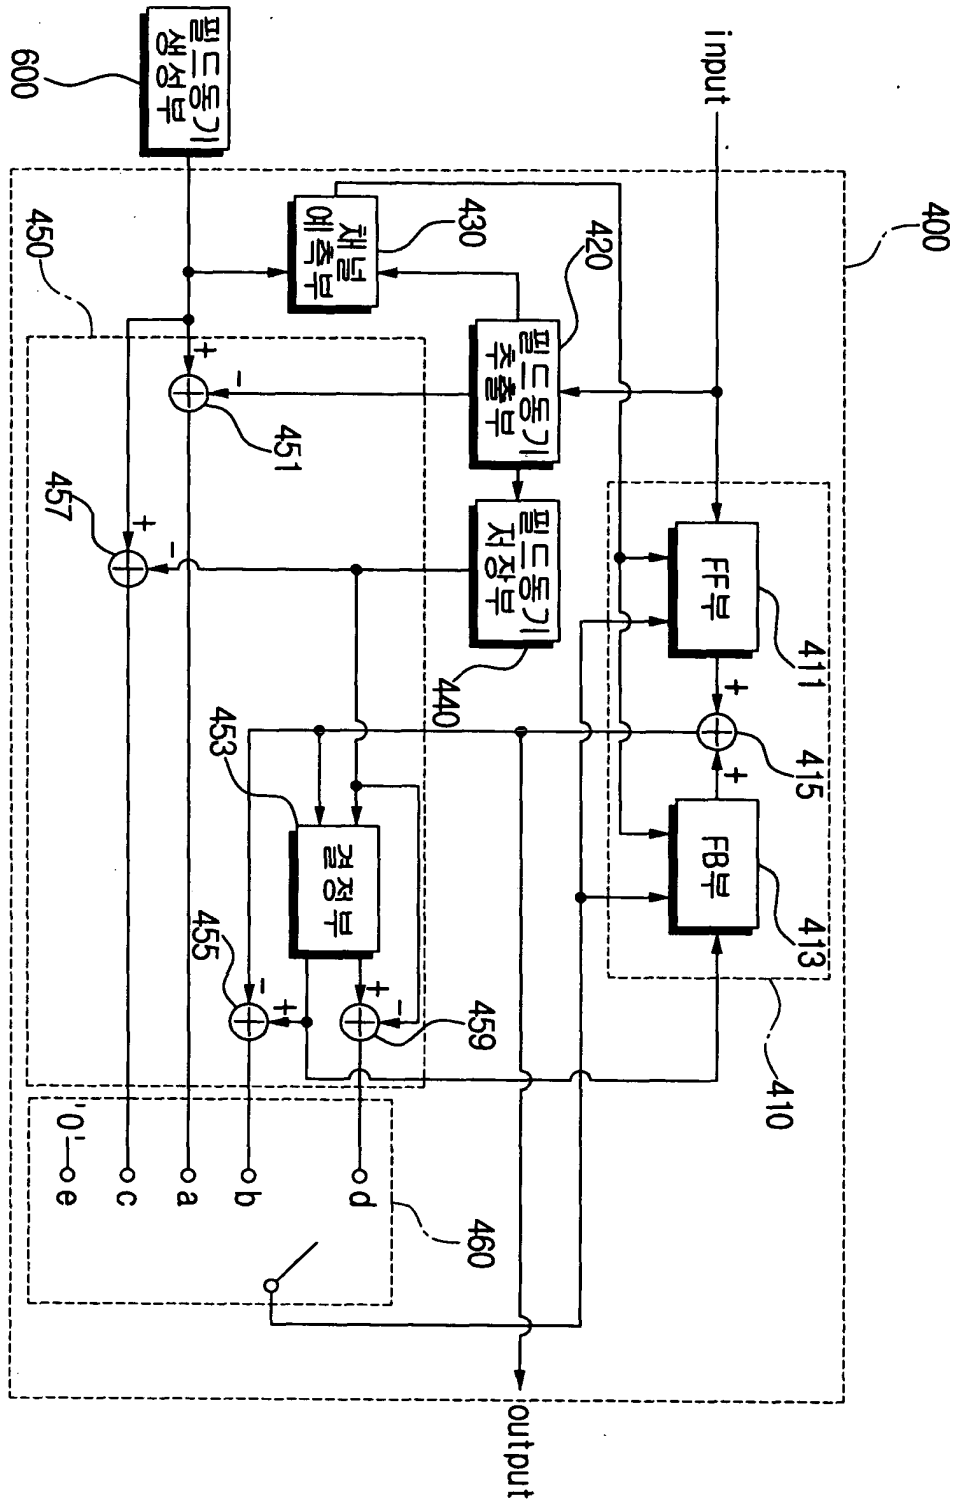 400
411
415
413
410
input
FF부
+
+
FB부
420
430
필드동기
추출부
필드동기
저장부
440
output
채널
예측부
459
460
결정부
-
+
d
451
453
+
-
455
b
필드동기
생성부
600
+
-
a
450
457
+
-
c
'0'
e